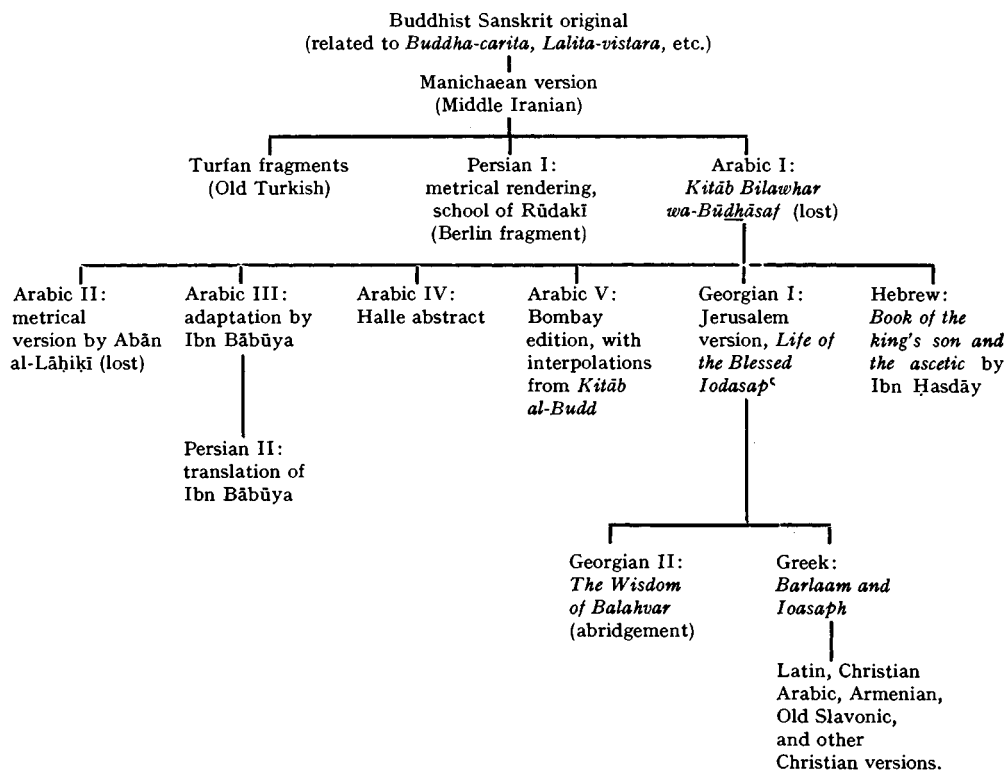 Buddhist Sanskrit original
(related to Buddha-carita, Lalita-vistara, etc.)
Manichaean version
(Middle Iranian)
Turfan fragments
(Old Turkish)
Persian I:
metrical rendering,
school of Rūdakī
(Berlin fragment)
Arabic I:
Kitāb Bilawhar
wa-Būdhāsaf (lost)
Arabic II:
metrical
version by Abān
al-Lāḥiḳī (lost)
Arabic III:
adaptation by
Ibn Bābūya
Arabic IV:
Halle abstract
Arabic V:
Bombay
edition, with
interpolations
from Kitāb
al-Budd
Georgian I:
Jerusalem
version, Life of
the Blessed
Iodasapʿ
Hebrew:
Book of the
king's son and
the ascetic by
Ibn Ḥasdāy
Persian II:
translation of
Ibn Bābūya
Georgian II:
The Wisdom
of Balahvar
(abridgement)
Greek:
Barlaam and
Ioasaph
Latin, Christian
Arabic, Armenian,
Old Slavonic,
and other
Christian versions.